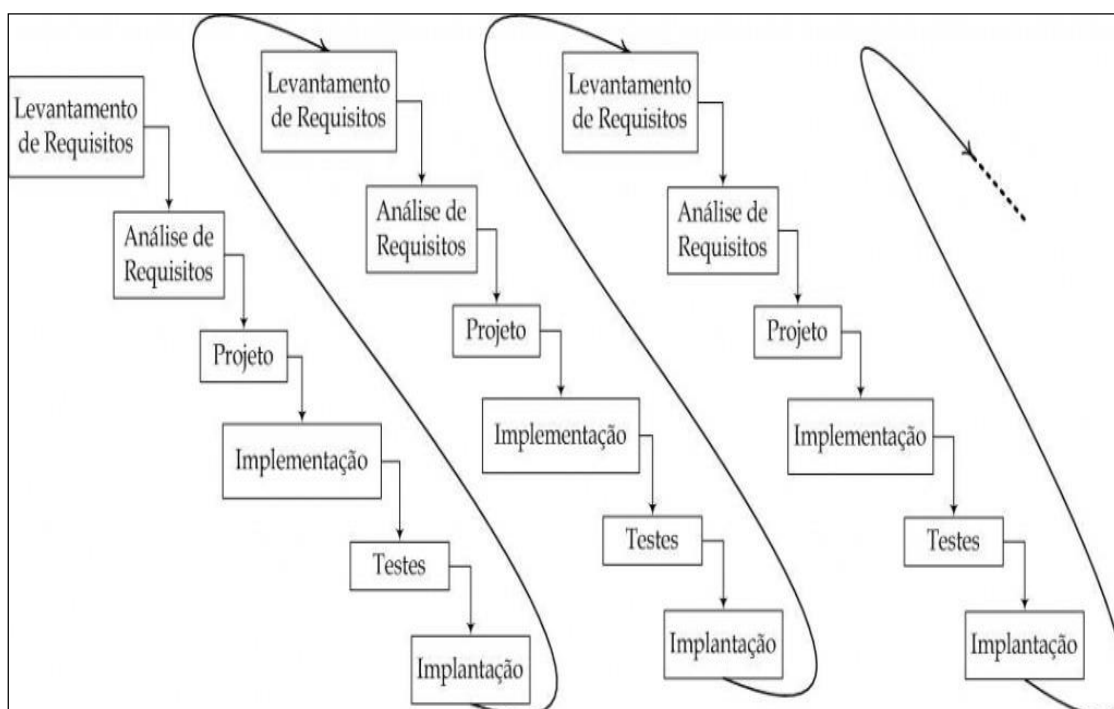 Levantamento
de Requisitos
Análise de
Requisitos
Projeto
Implementação
Testes
Implantação
Levantamento
de Requisitos
Análise de
Requisitos
Projeto
Implementação
Testes
Implantação
Levantamento
de Requisitos
Análise de
Requisitos
Projeto
Implementação
Testes
Implantação